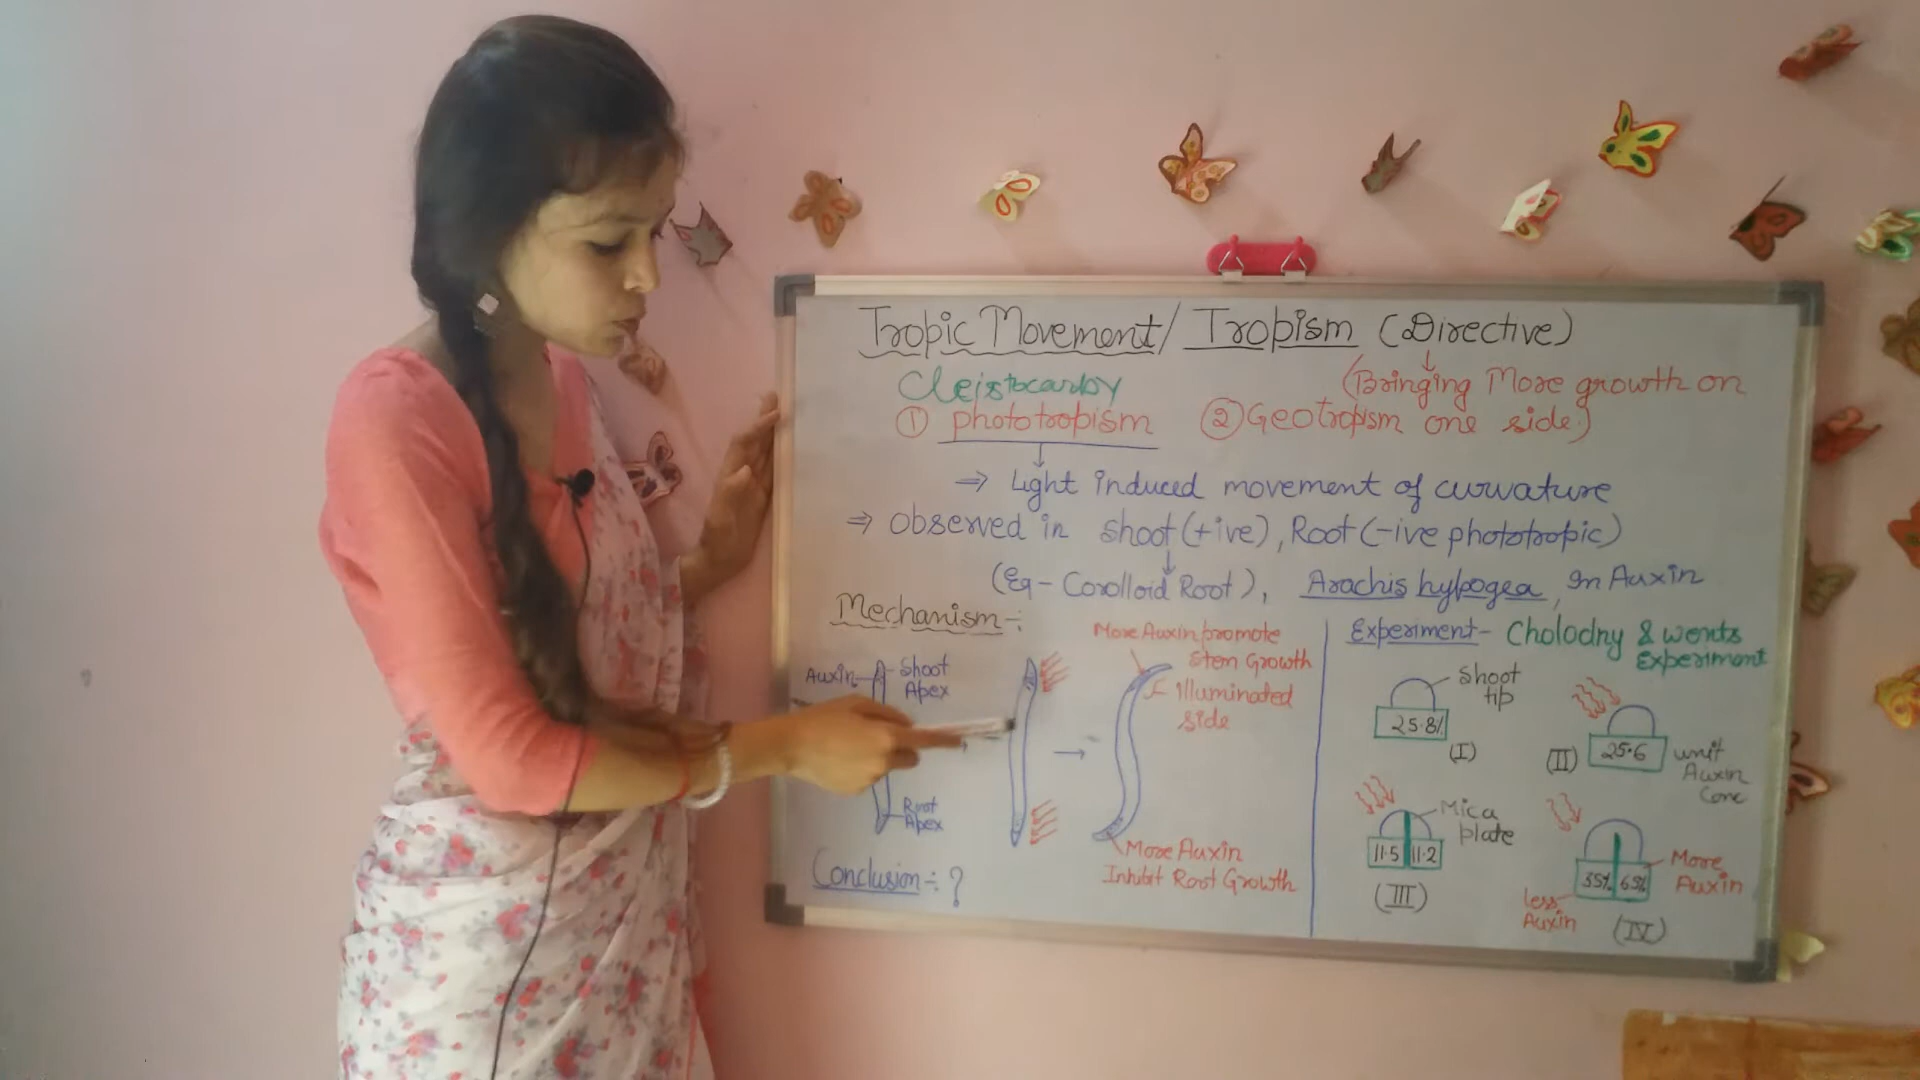 Tropic Movement/ Tropism (Directive)
Cleistocarby
(Bringing More growth on
① phototropism ② Geotropism one side)
⇒ Light induced movement of curvature
⇒ Observed in shoot (+ive), Root (-ive phototropic)
(Eg - Corolloid Root), Arachis hypogea, In Auxin
Mechanism -:
Auxin
Shoot
Apex
Root
Apex
More Auxin promote
Stem Growth
Illuminated
side
More Auxin
Inhibit Root Growth
Conclusion -: ?
Experiment - Cholodny & wents
Experiment
Shoot
tip
25.8%
(I)
(II)
25.6
unit
Auxin
Conc
Mica
plate
11.5 11.2
(III)
35% 65%
less
Auxin
More
Auxin
(IV)